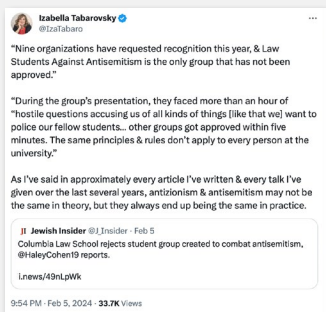 Izabella Tabarovsky
@IzaTabaro
“Nine organizations have requested recognition this year, & Law
Students Against Antisemitism is the only group that has not been
approved.”
“During the group’s presentation, they faced more than an hour of
“hostile questions accusing us of all kinds of things [like that we] want to
police our fellow students... other groups got approved within five
minutes. The same principles & rules don’t apply to every person at the
university.”
As I’ve said in approximately every article I’ve written & every talk I’ve
given over the last several years, antizionism & antisemitism may not be
the same in theory, but they always end up being the same in practice.
JI Jewish Insider @J_Insider · Feb 5
Columbia Law School rejects student group created to combat antisemitism,
@HaleyCohen19 reports.
i.news/49nLpWk
9:54 PM · Feb 5, 2024 · 33.7K Views